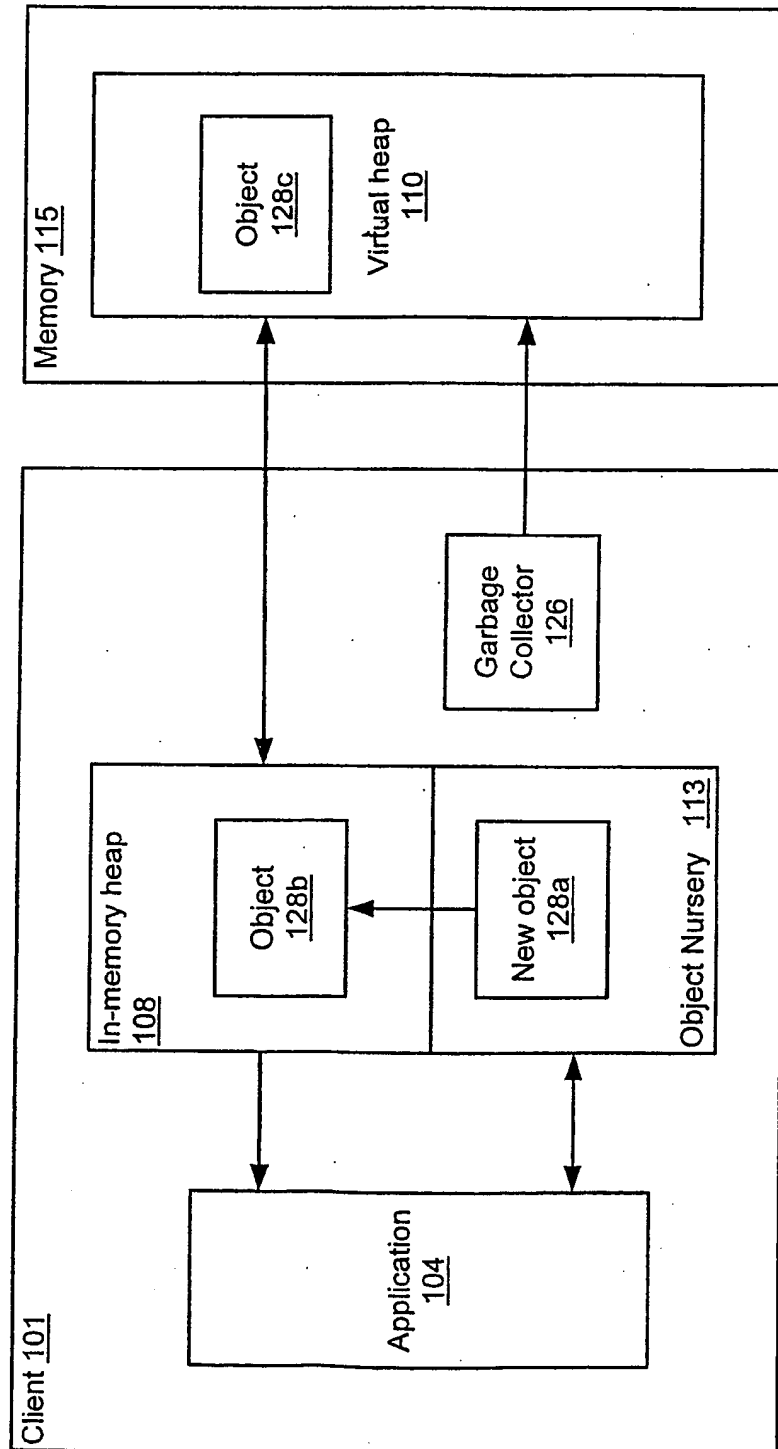 Client 101
Application
104
In-memory heap
108
Object
128b
New object
128a
Object Nursery 113
Garbage
Collector
126
Memory 115
Object
128c
Virtual heap
110